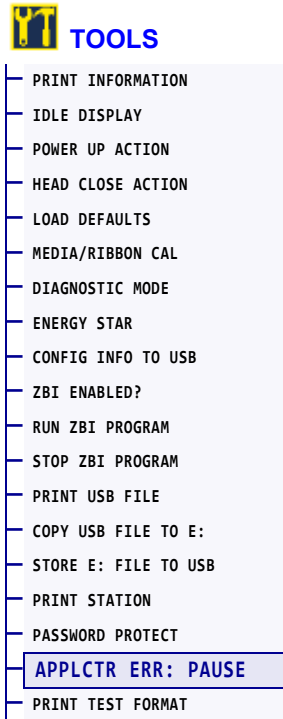 TOOLS
PRINT INFORMATION
IDLE DISPLAY
POWER UP ACTION
HEAD CLOSE ACTION
LOAD DEFAULTS
MEDIA/RIBBON CAL
DIAGNOSTIC MODE
ENERGY STAR
CONFIG INFO TO USB
ZBI ENABLED?
RUN ZBI PROGRAM
STOP ZBI PROGRAM
PRINT USB FILE
COPY USB FILE TO E:
STORE E: FILE TO USB
PRINT STATION
PASSWORD PROTECT
APPLCTR ERR: PAUSE
PRINT TEST FORMAT